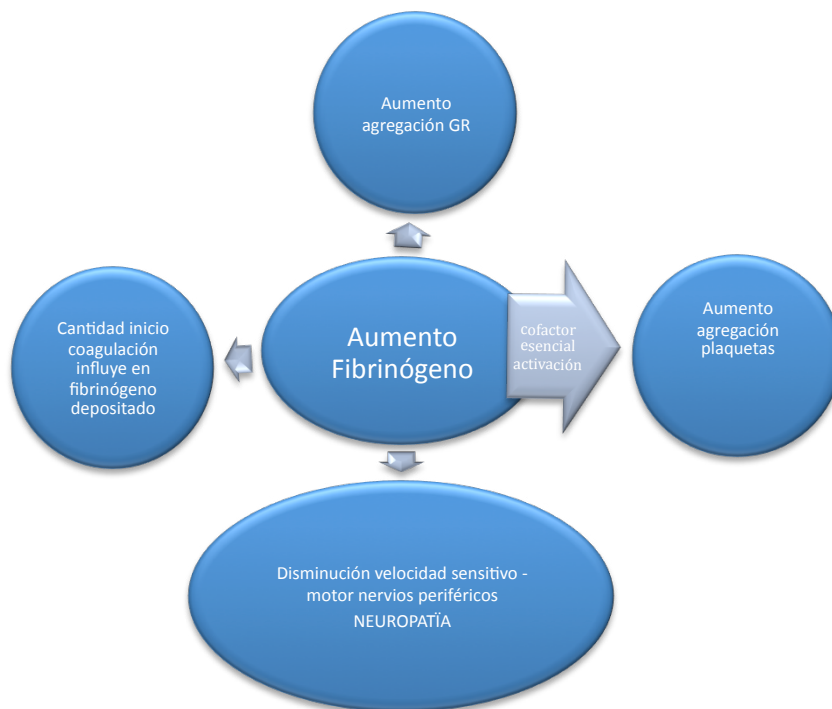 Aumento
agregación GR
Cantidad inicio
coagulación
influye en
fibrinógeno
depositado
Aumento
Fibrinógeno
cofactor
esencial
activación
Aumento
agregación
plaquetas
Disminución velocidad sensitivo -
motor nervios periféricos
NEUROPATÏA